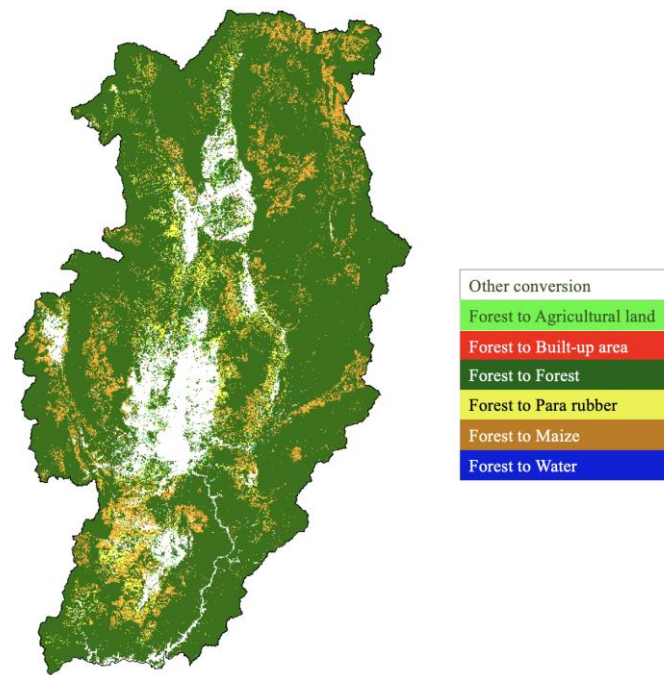 Other conversion
Forest to Agricultural land
Forest to Built-up area
Forest to Forest
Forest to Para rubber
Forest to Maize
Forest to Water